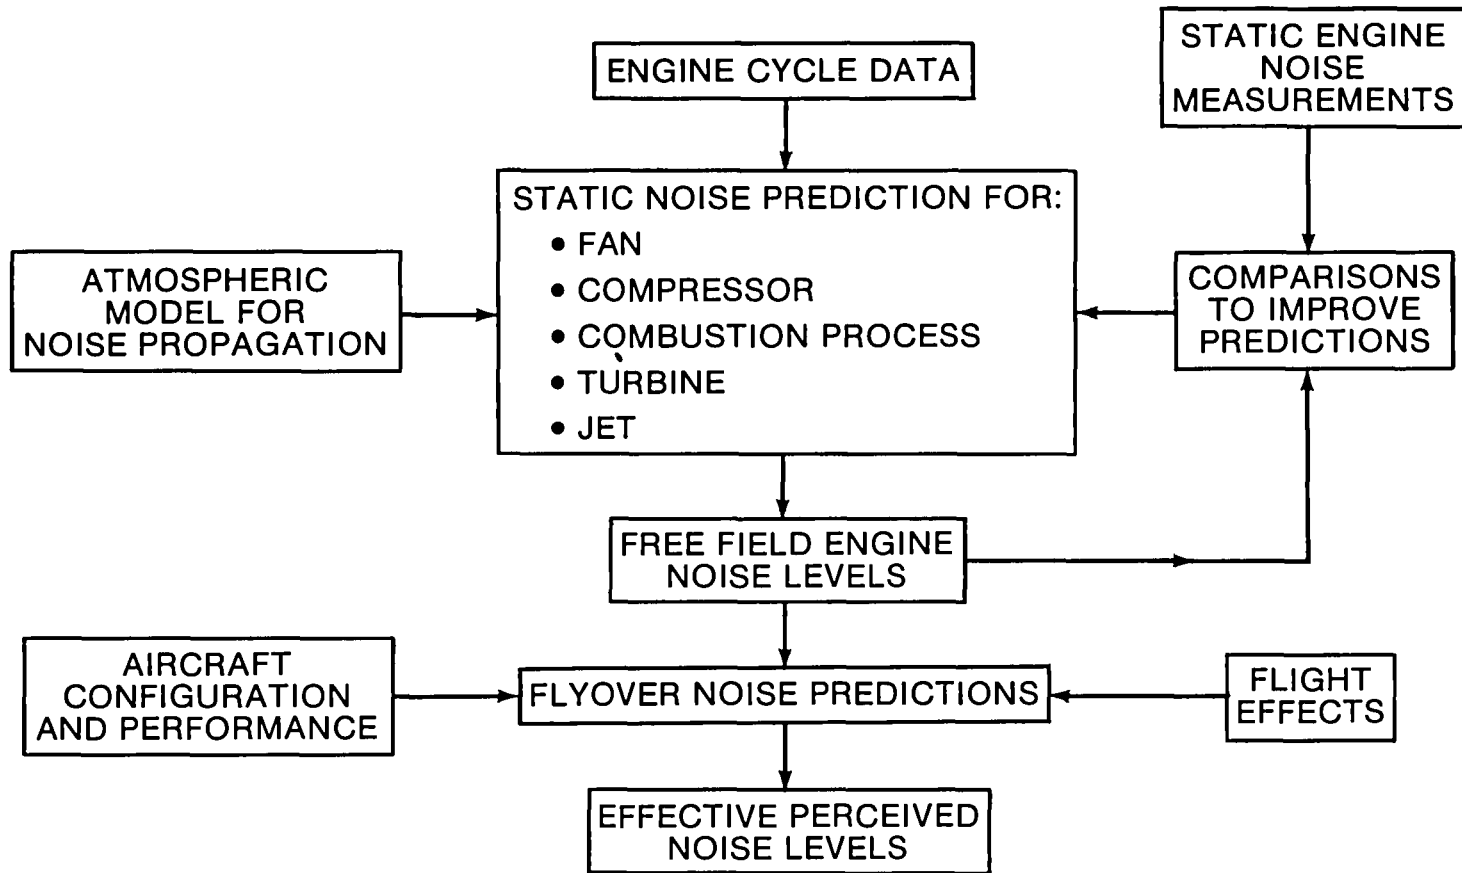 ENGINE CYCLE DATA
STATIC ENGINE
NOISE
MEASUREMENTS
STATIC NOISE PREDICTION FOR:
• FAN
• COMPRESSOR
• COMBUSTION PROCESS
• TURBINE
• JET
ATMOSPHERIC
MODEL FOR
NOISE PROPAGATION
COMPARISONS
TO IMPROVE
PREDICTIONS
FREE FIELD ENGINE
NOISE LEVELS
AIRCRAFT
CONFIGURATION
AND PERFORMANCE
FLYOVER NOISE PREDICTIONS
FLIGHT
EFFECTS
EFFECTIVE PERCEIVED
NOISE LEVELS